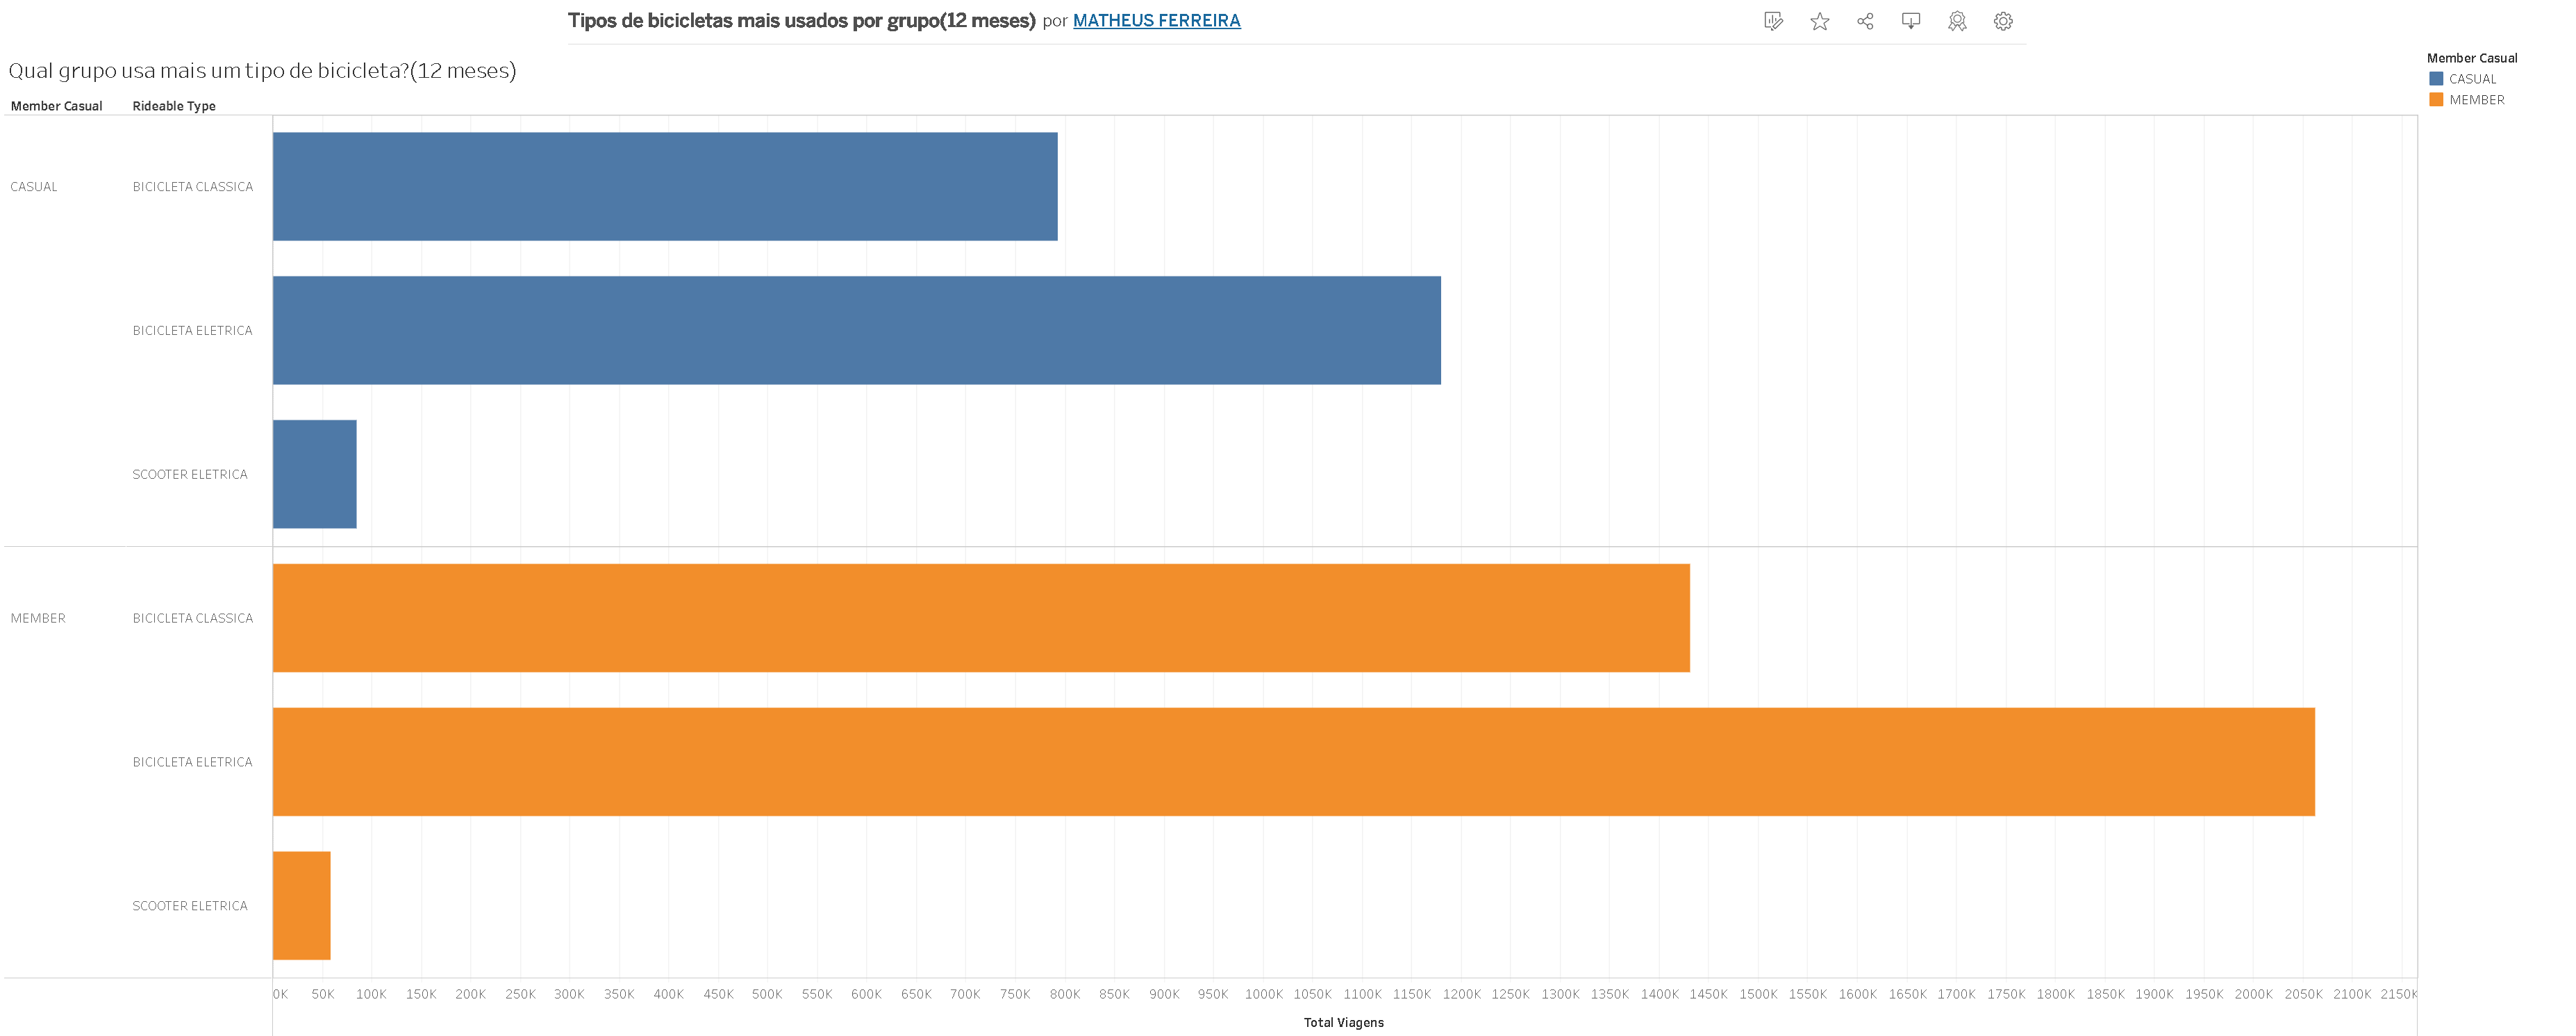 Tipos de bicicletas mais usados por grupo(12 meses) por MATHEUS FERREIRA
Qual grupo usa mais um tipo de bicicleta?(12 meses)
Member Casual
CASUAL
MEMBER
Member Casual Rideable Type
CASUAL BICICLETA CLASSICA
BICICLETA ELETRICA
SCOOTER ELETRICA
MEMBER BICICLETA CLASSICA
BICICLETA ELETRICA
SCOOTER ELETRICA
0K 50K 100K 150K 200K 250K 300K 350K 400K 450K 500K 550K 600K 650K 700K 750K 800K 850K 900K 950K 1000K 1050K 1100K 1150K 1200K 1250K 1300K 1350K 1400K 1450K 1500K 1550K 1600K 1650K 1700K 1750K 1800K 1850K 1900K 1950K 2000K 2050K 2100K 2150K
Total Viagens